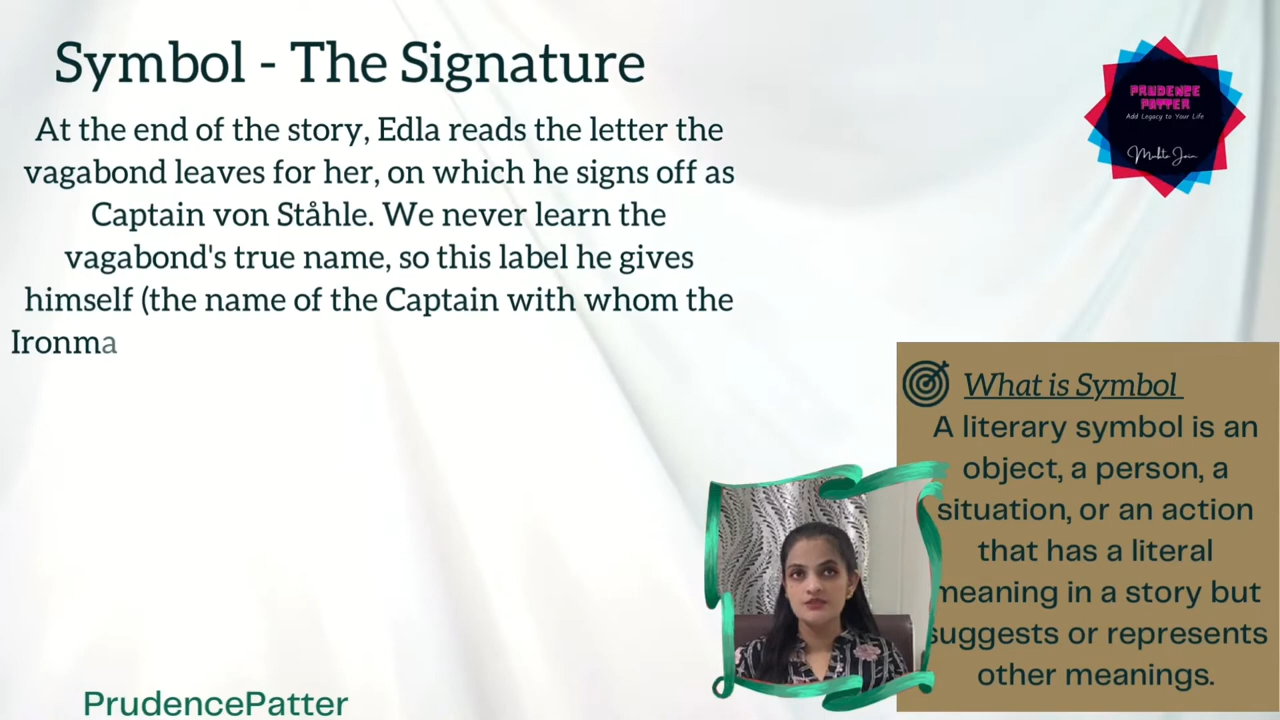 Symbol - The Signature
At the end of the story, Edla reads the letter the
vagabond leaves for her, on which he signs off as
Captain von Ståhle. We never learn the
vagabond's true name, so this label he gives
himself (the name of the Captain with whom the
Ironma
PRUDENCE
PATTER
Add Legacy to Your Life
Mukta Jain
What is Symbol
A literary symbol is an
object, a person, a
situation, or an action
that has a literal
meaning in a story but
suggests or represents
other meanings.
PrudencePatter